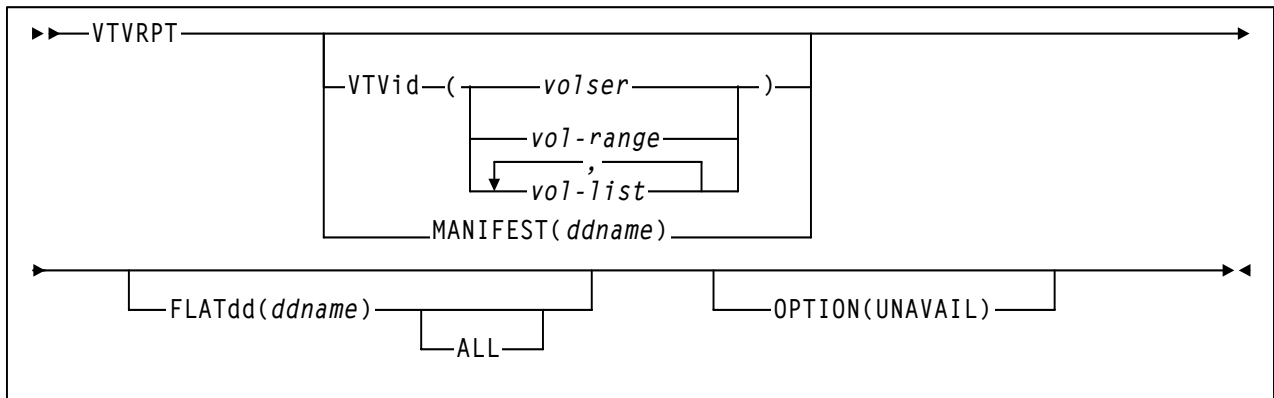 VTVRPT
VTVid ( volser )
vol-range
,
vol-list
MANIFEST(ddname)
FLATdd(ddname)
ALL
OPTION(UNAVAIL)